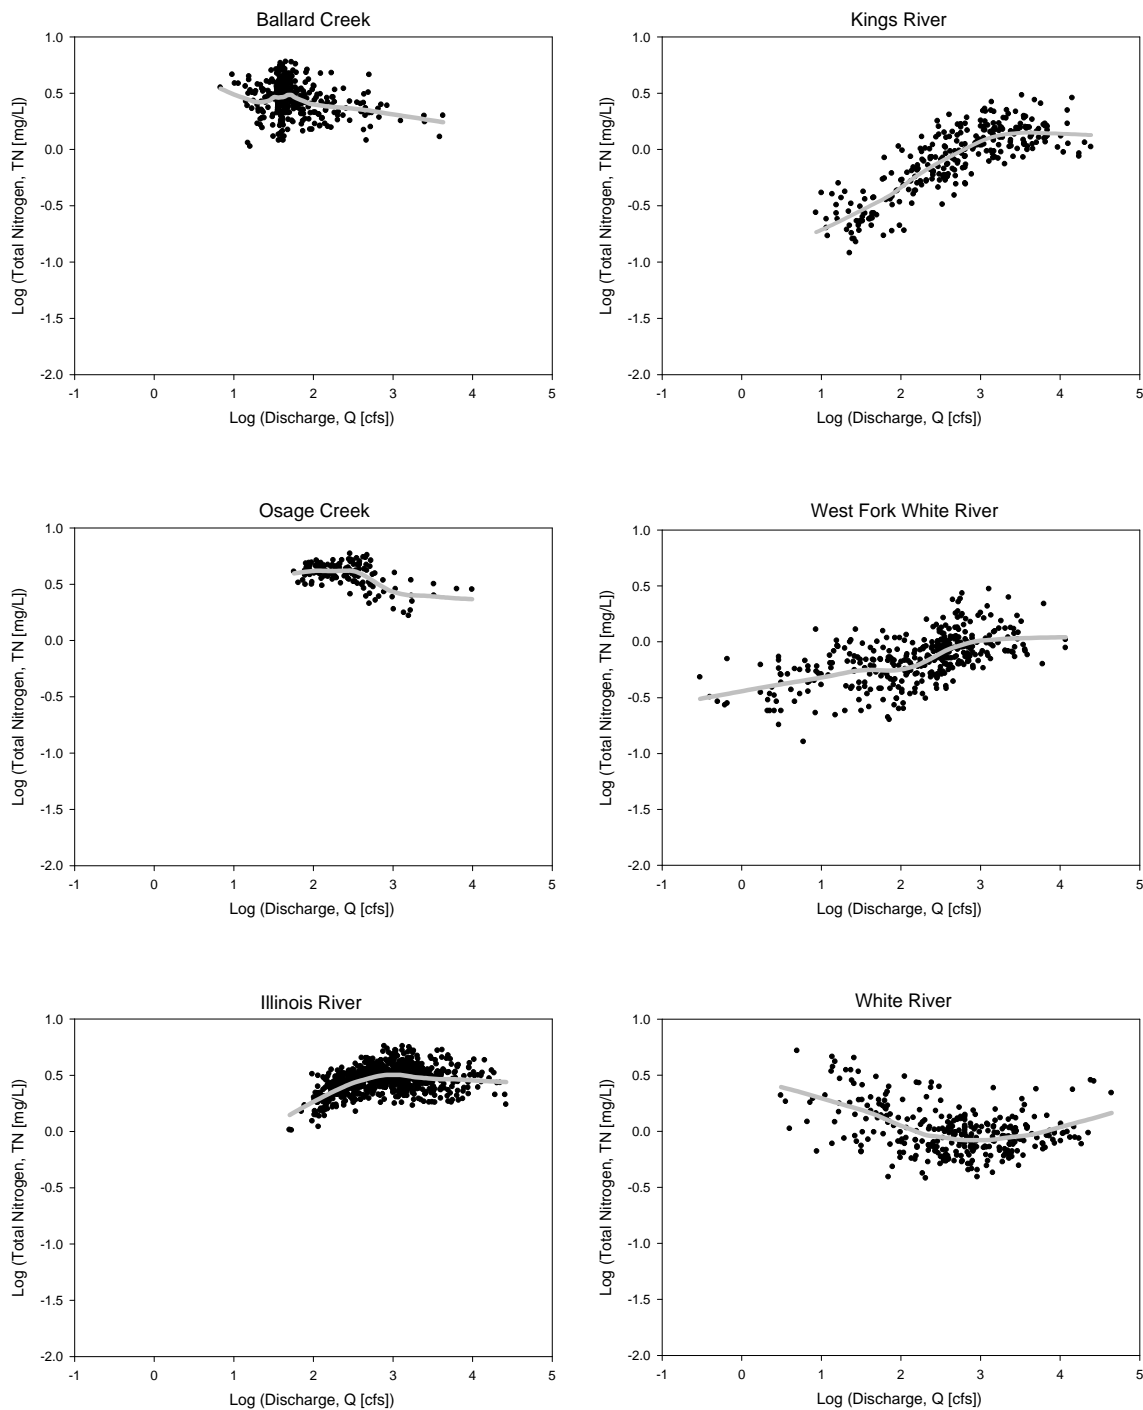 Ballard Creek
Log (Total Nitrogen, TN [mg/L])
1.0
0.5
0.0
-0.5
-1.0
-1.5
-2.0
-1 0 1 2 3 4 5
Log (Discharge, Q [cfs])
Kings River
Log (Total Nitrogen, TN [mg/L])
1.0
0.5
0.0
-0.5
-1.0
-1.5
-2.0
-1 0 1 2 3 4 5
Log (Discharge, Q [cfs])
Osage Creek
Log (Total Nitrogen, TN [mg/L])
1.0
0.5
0.0
-0.5
-1.0
-1.5
-2.0
-1 0 1 2 3 4 5
Log (Discharge, Q [cfs])
West Fork White River
Log (Total Nitrogen, TN [mg/L])
1.0
0.5
0.0
-0.5
-1.0
-1.5
-2.0
-1 0 1 2 3 4 5
Log (Discharge, Q [cfs])
Illinois River
Log (Total Nitrogen, TN [mg/L])
1.0
0.5
0.0
-0.5
-1.0
-1.5
-2.0
-1 0 1 2 3 4 5
Log (Discharge, Q [cfs])
White River
Log (Total Nitrogen, TN [mg/L])
1.0
0.5
0.0
-0.5
-1.0
-1.5
-2.0
-1 0 1 2 3 4 5
Log (Discharge, Q [cfs])